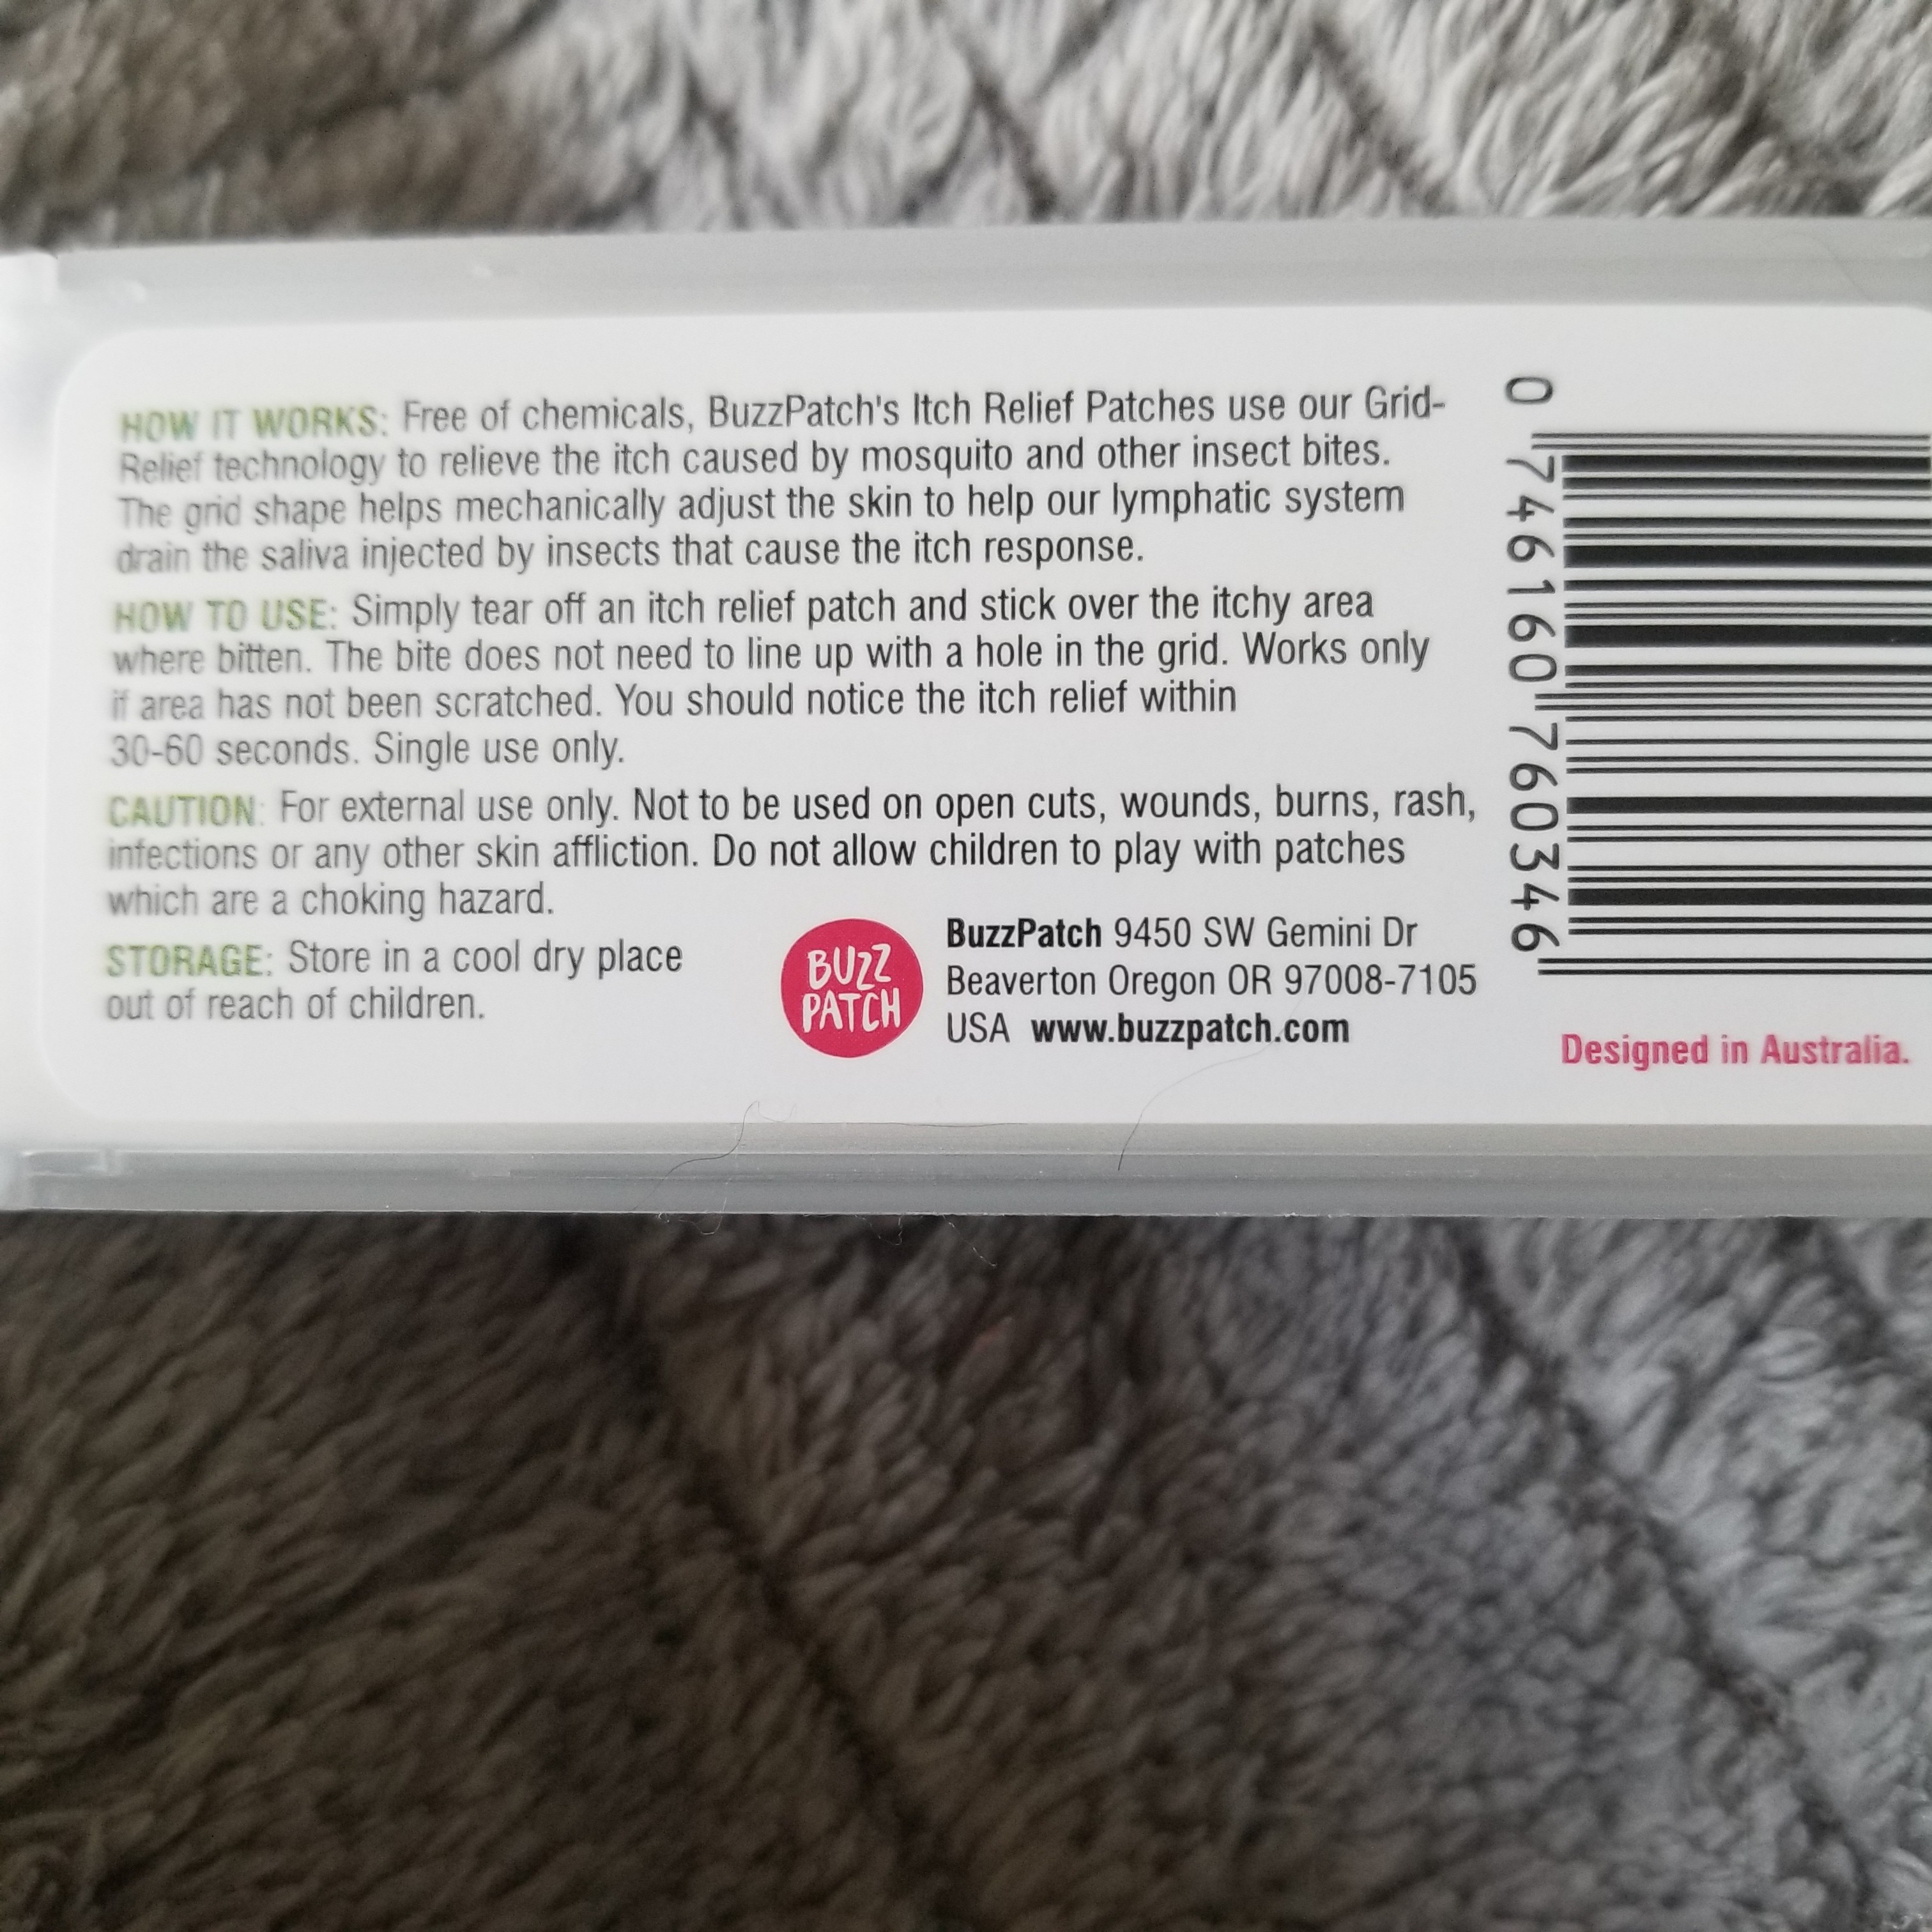 HOW IT WORKS: Free of chemicals, BuzzPatch's Itch Relief Patches use our Grid-
Relief technology to relieve the itch caused by mosquito and other insect bites.
The grid shape helps mechanically adjust the skin to help our lymphatic system
drain the saliva injected by insects that cause the itch response.
HOW TO USE: Simply tear off an itch relief patch and stick over the itchy area
where bitten. The bite does not need to line up with a hole in the grid. Works only
if area has not been scratched. You should notice the itch relief within
30-60 seconds. Single use only.
CAUTION: For external use only. Not to be used on open cuts, wounds, burns, rash,
infections or any other skin affliction. Do not allow children to play with patches
which are a choking hazard.
STORAGE: Store in a cool dry place
out of reach of children.
BUZZ
PATCH
BuzzPatch 9450 SW Gemini Dr
Beaverton Oregon OR 97008-7105
USA www.buzzpatch.com
0 746160 760346
Designed in Australia.